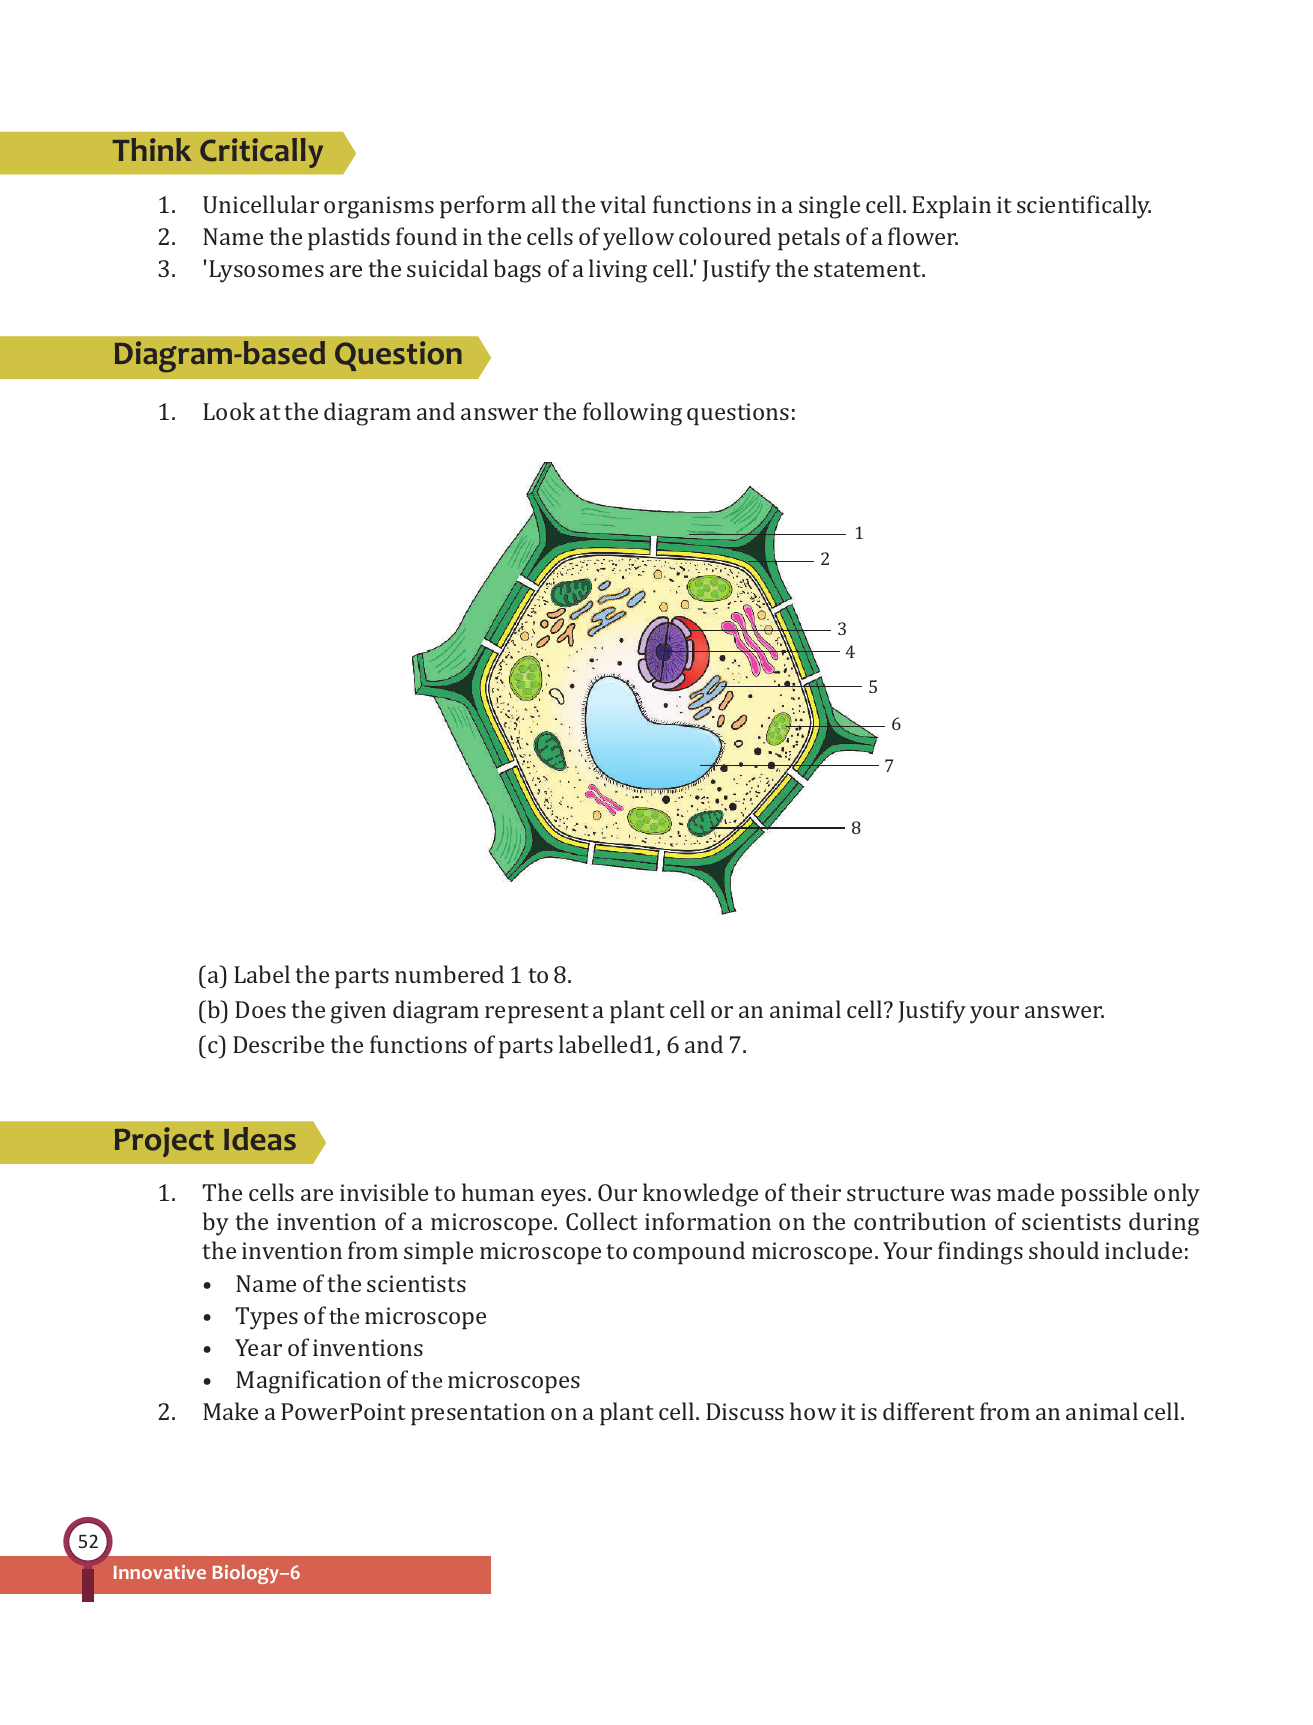 Think Critically
1. Unicellular organisms perform all the vital functions in a single cell. Explain it scientifically.
2. Name the plastids found in the cells of yellow coloured petals of a flower.
3. 'Lysosomes are the suicidal bags of a living cell.' Justify the statement.
Diagram-based Question
1. Look at the diagram and answer the following questions:
1
2
3
4
5
6
7
8
(a) Label the parts numbered 1 to 8.
(b) Does the given diagram represent a plant cell or an animal cell? Justify your answer.
(c) Describe the functions of parts labelled1, 6 and 7.
Project Ideas
1. The cells are invisible to human eyes. Our knowledge of their structure was made possible only
by the invention of a microscope. Collect information on the contribution of scientists during
the invention from simple microscope to compound microscope. Your findings should include:
• Name of the scientists
• Types of the microscope
• Year of inventions
• Magnification of the microscopes
2. Make a PowerPoint presentation on a plant cell. Discuss how it is different from an animal cell.
52
Innovative Biology–6